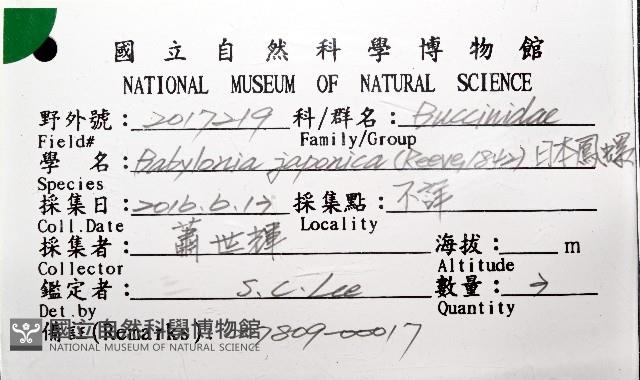 國立自然科學博物館
NATIONAL MUSEUM OF NATURAL SCIENCE
野外號：2017219 科/群名：Buccinidae
Field# Family/Group
學 名：Babylonia japonica (Reeve, 1842) 日本鳳螺
Species
採集日：2016.6.17 採集點：不詳
Coll.Date Locality
採集者：蕭世輝 海拔： m
Collector Altitude
鑑定者： S.C.Lee 數量：
Det.by Quantity
備註(Remarks): 7809-00017
國立自然科學博物館
NATIONAL MUSEUM OF NATURAL SCIENCE